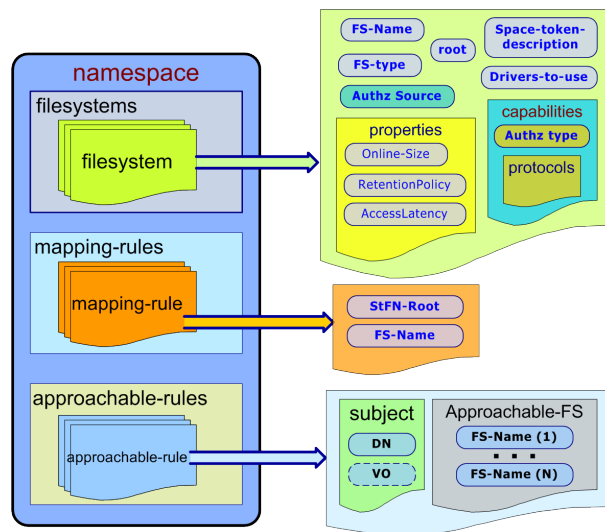 namespace
filesystems
filesystem
mapping-rules
mapping-rule
approachable-rules
approachable-rule
FS-Name
root
Space-token-
description
FS-type
Drivers-to-use
Authz Source
properties
Online-Size
RetentionPolicy
AccessLatency
capabilities
Authz type
protocols
StFN-Root
FS-Name
subject
DN
VO
Approachable-FS
FS-Name (1)
. . .
FS-Name (N)